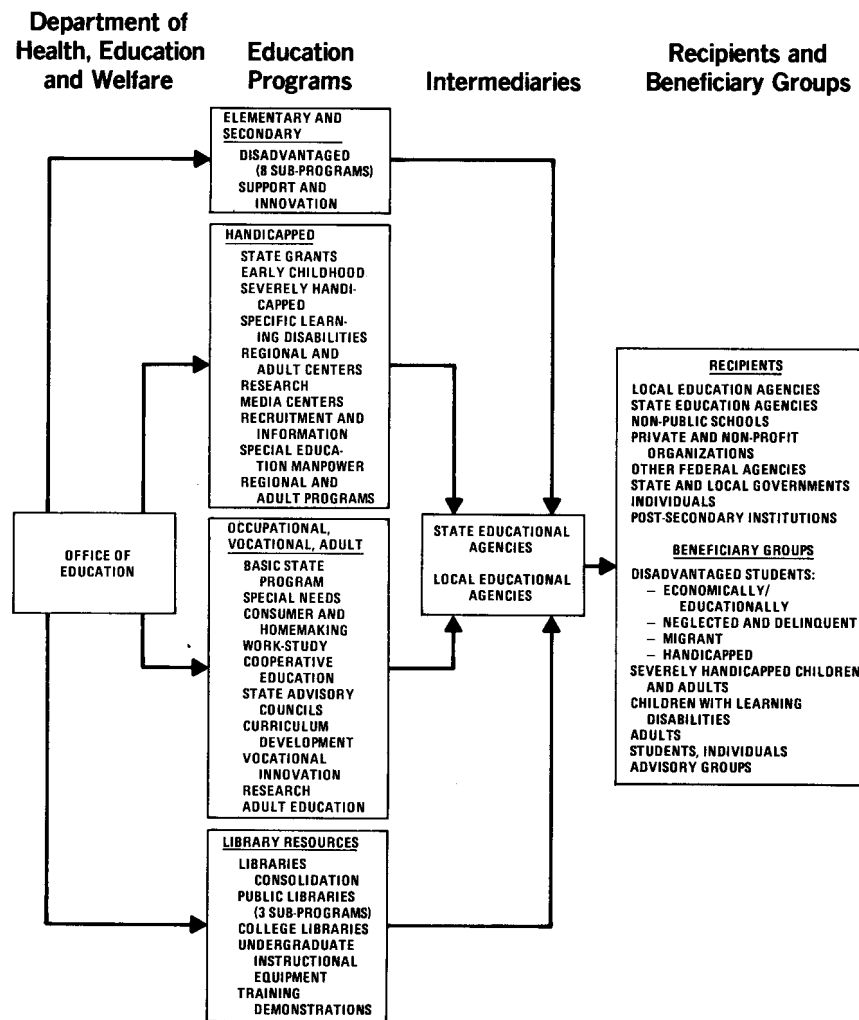 Department of
Health, Education
and Welfare
Education
Programs
Intermediaries
Recipients and
Beneficiary Groups
OFFICE OF
EDUCATION
ELEMENTARY AND
SECONDARY
DISADVANTAGED
(8 SUB-PROGRAMS)
SUPPORT AND
INNOVATION
HANDICAPPED
STATE GRANTS
EARLY CHILDHOOD
SEVERELY HANDI-
CAPPED
SPECIFIC LEARN-
ING DISABILITIES
REGIONAL AND
ADULT CENTERS
RESEARCH
MEDIA CENTERS
RECRUITMENT AND
INFORMATION
SPECIAL EDUCA-
TION MANPOWER
REGIONAL AND
ADULT PROGRAMS
OCCUPATIONAL,
VOCATIONAL, ADULT
BASIC STATE
PROGRAM
SPECIAL NEEDS
CONSUMER AND
HOMEMAKING
WORK-STUDY
COOPERATIVE
EDUCATION
STATE ADVISORY
COUNCILS
CURRICULUM
DEVELOPMENT
VOCATIONAL
INNOVATION
RESEARCH
ADULT EDUCATION
LIBRARY RESOURCES
LIBRARIES
CONSOLIDATION
PUBLIC LIBRARIES
(3 SUB-PROGRAMS)
COLLEGE LIBRARIES
UNDERGRADUATE
INSTRUCTIONAL
EQUIPMENT
TRAINING
DEMONSTRATIONS
STATE EDUCATIONAL
AGENCIES
LOCAL EDUCATIONAL
AGENCIES
RECIPIENTS
LOCAL EDUCATION AGENCIES
STATE EDUCATION AGENCIES
NON-PUBLIC SCHOOLS
PRIVATE AND NON-PROFIT
ORGANIZATIONS
OTHER FEDERAL AGENCIES
STATE AND LOCAL GOVERNMENTS
INDIVIDUALS
POST-SECONDARY INSTITUTIONS
BENEFICIARY GROUPS
DISADVANTAGED STUDENTS:
– ECONOMICALLY/
EDUCATIONALLY
– NEGLECTED AND DELINQUENT
– MIGRANT
– HANDICAPPED
SEVERELY HANDICAPPED CHILDREN
AND ADULTS
CHILDREN WITH LEARNING
DISABILITIES
ADULTS
STUDENTS, INDIVIDUALS
ADVISORY GROUPS